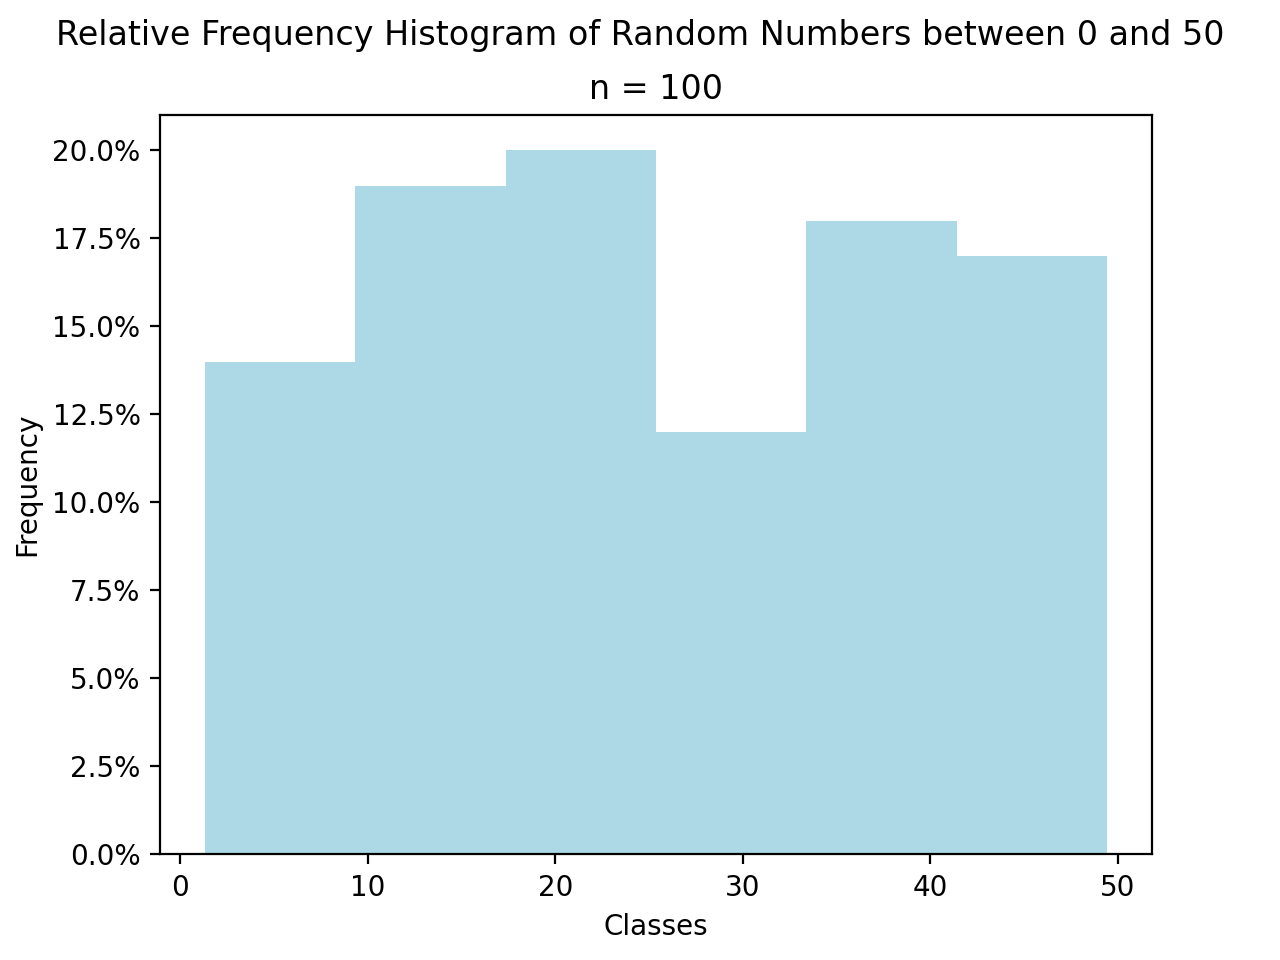 Relative Frequency Histogram of Random Numbers between 0 and 50
n = 100
20.0%
17.5%
15.0%
12.5%
10.0%
7.5%
5.0%
2.5%
0.0%
Frequency
0 10 20 30 40 50
Classes